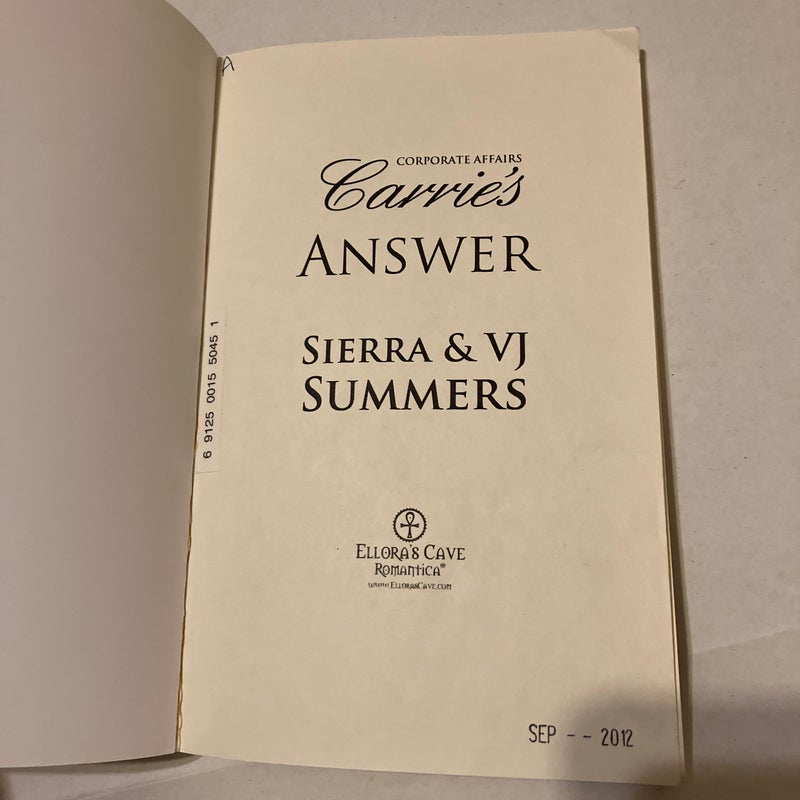 A
CORPORATE AFFAIRS
Carrie's
ANSWER
SIERRA & VJ
SUMMERS
6 9125 0015 5045 1
ELLORA'S CAVE
ROMANTICA®
www.EllorasCave.com
SEP - - 2012